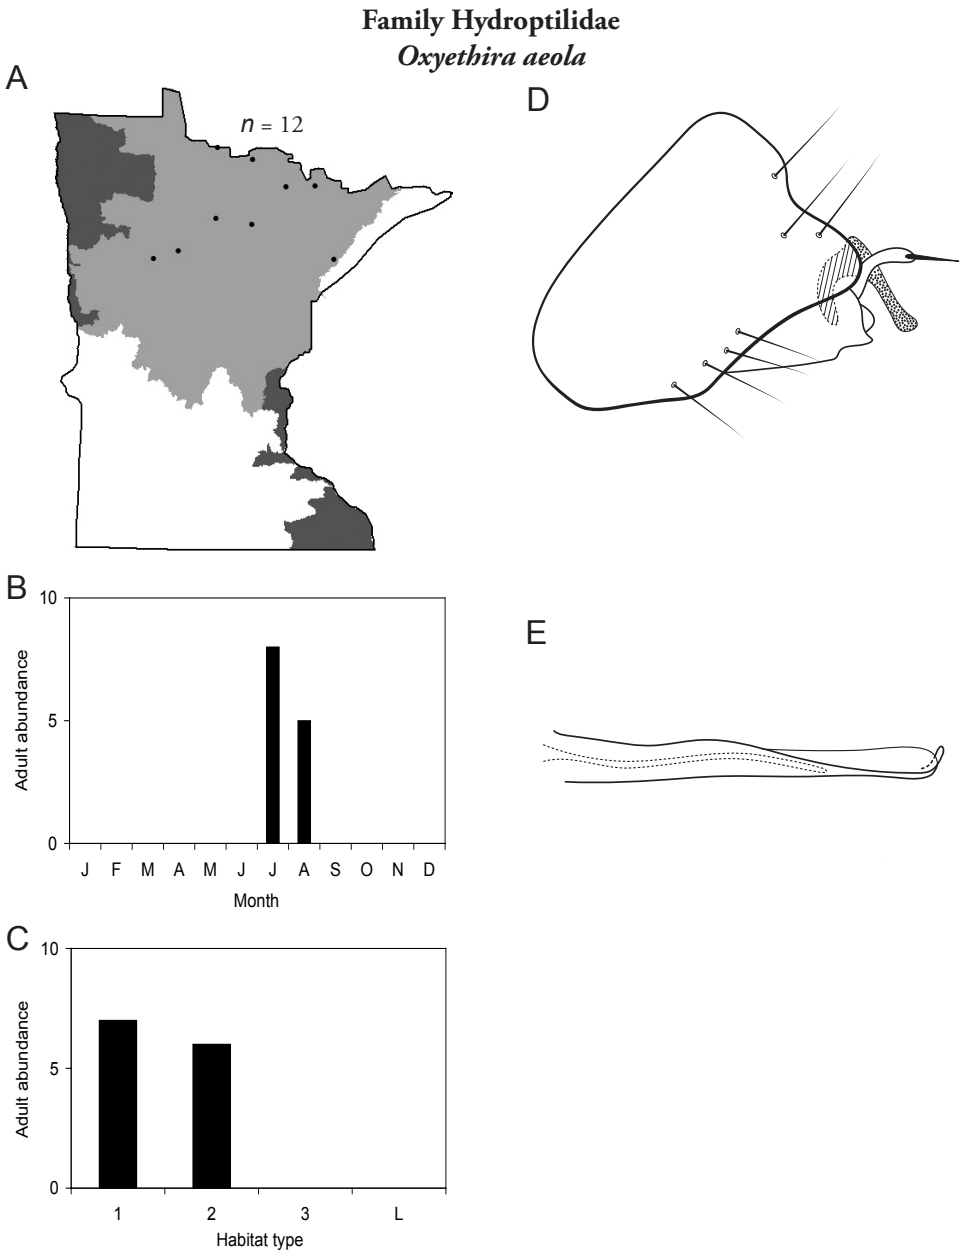 Family Hydroptilidae
Oxyethira aeola
A
n = 12
D
B
10
5
0
Adult abundance
J F M A M J J A S O N D
Month
E
C
10
5
0
Adult abundance
1 2 3 L
Habitat type